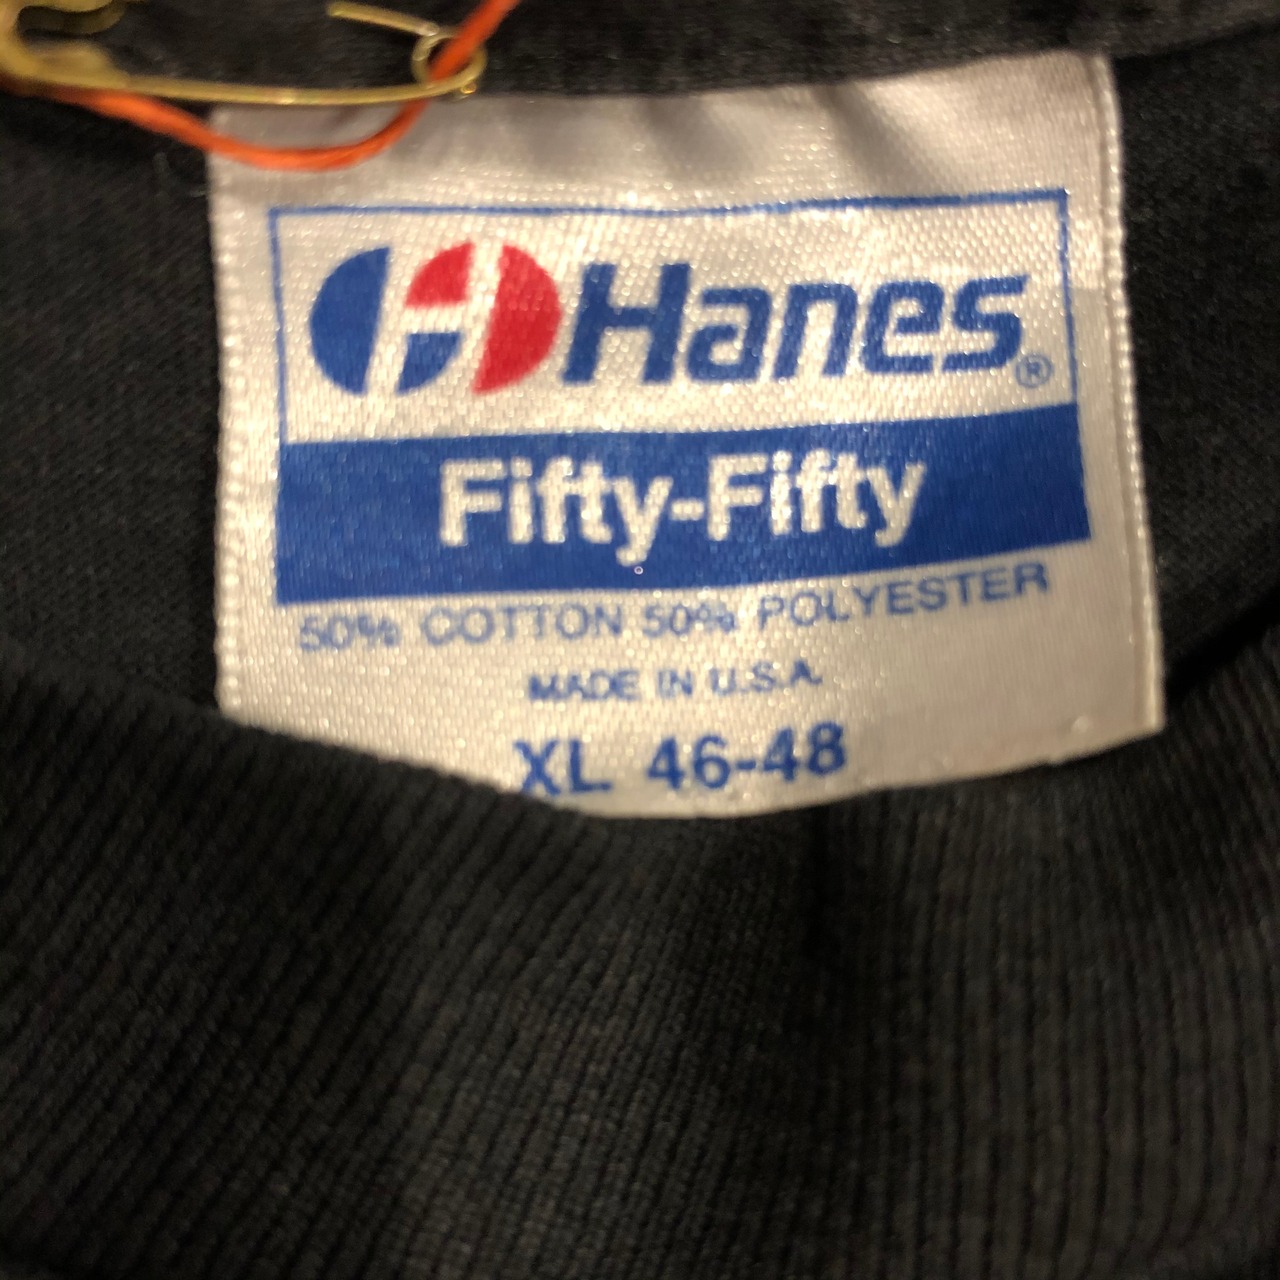 Hanes®
Fifty-Fifty
50% COTTON 50% POLYESTER
MADE IN U.S.A.
XL 46-48